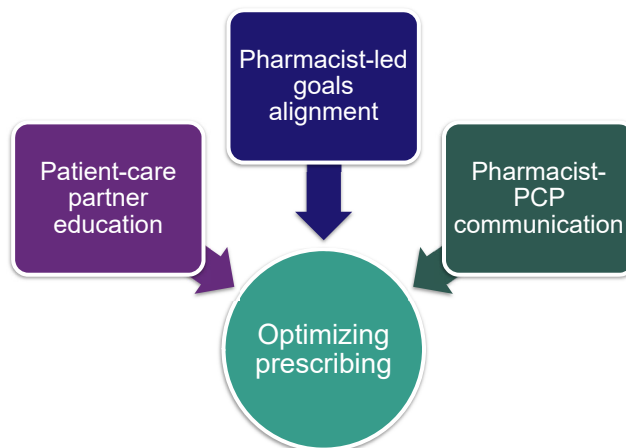 Pharmacist-led
goals
alignment
Patient-care
partner
education
Pharmacist-
PCP
communication
Optimizing
prescribing